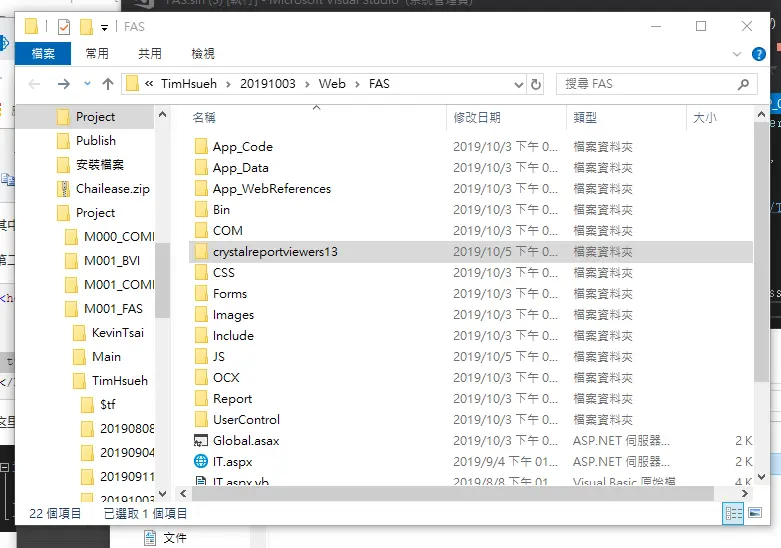 FAS
檔案 常用 共用 檢視
« TimHsueh › 20191003 › Web › FAS
搜尋 FAS
Project
Publish
安裝檔案
Chailease.zip
Project
M000_COMI
M001_BVI
M001_COMI
M001_FAS
KevinTsai
Main
TimHsueh
$tf
20190808
20190904
20190911
20191003
名稱 修改日期 類型 大小
App_Code 2019/10/3 下午 0... 檔案資料夾
App_Data 2019/10/3 下午 0... 檔案資料夾
App_WebReferences 2019/10/3 下午 0... 檔案資料夾
Bin 2019/10/3 下午 0... 檔案資料夾
COM 2019/10/3 下午 0... 檔案資料夾
crystalreportviewers13 2019/10/5 下午 0... 檔案資料夾
CSS 2019/10/3 下午 0... 檔案資料夾
Forms 2019/10/3 下午 0... 檔案資料夾
Images 2019/10/3 下午 0... 檔案資料夾
Include 2019/10/3 下午 0... 檔案資料夾
JS 2019/10/5 下午 0... 檔案資料夾
OCX 2019/10/3 下午 0... 檔案資料夾
Report 2019/10/3 下午 0... 檔案資料夾
UserControl 2019/10/3 下午 0... 檔案資料夾
Global.asax 2019/10/3 下午 0... ASP.NET 伺服器... 2 K
IT.aspx 2019/9/4 下午 01... ASP.NET 伺服器... 2 K
IT.aspx.vb 2019/8/8 下午 01... Visual Basic 原始檔 4 K
22 個項目 已選取 1 個項目
文件